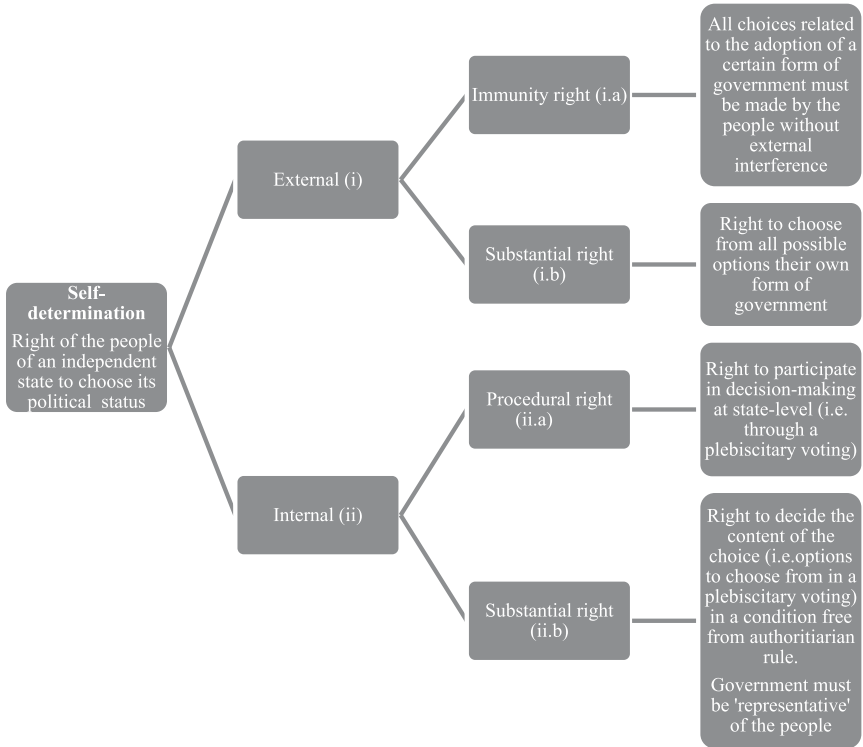 Self-
determination
Right of the people
of an independent
state to choose its
political status
External (i)
Immunity right (i.a)
All choices related
to the adoption of a
certain form of
government must
be made by the
people without
external
interference
Substantial right
(i.b)
Right to choose
from all possible
options their own
form of
government
Internal (ii)
Procedural right
(ii.a)
Right to participate
in decision-making
at state-level (i.e.
through a
plebiscitary voting)
Substantial right
(ii.b)
Right to decide the
content of the
choice (i.e.options
to choose from in a
plebiscitary voting)
in a condition free
from authoritiarian
rule.
Government must
be 'representative'
of the people